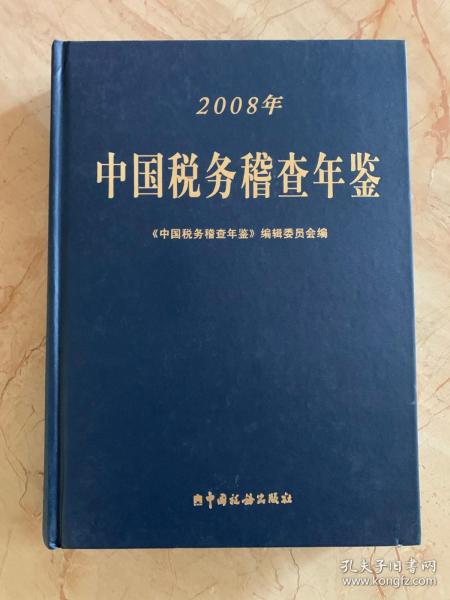 2008年
中国税务稽查年鉴
《中国税务稽查年鉴》编辑委员会编
中国税务出版社
孔夫子旧书网
www.kongfz.com